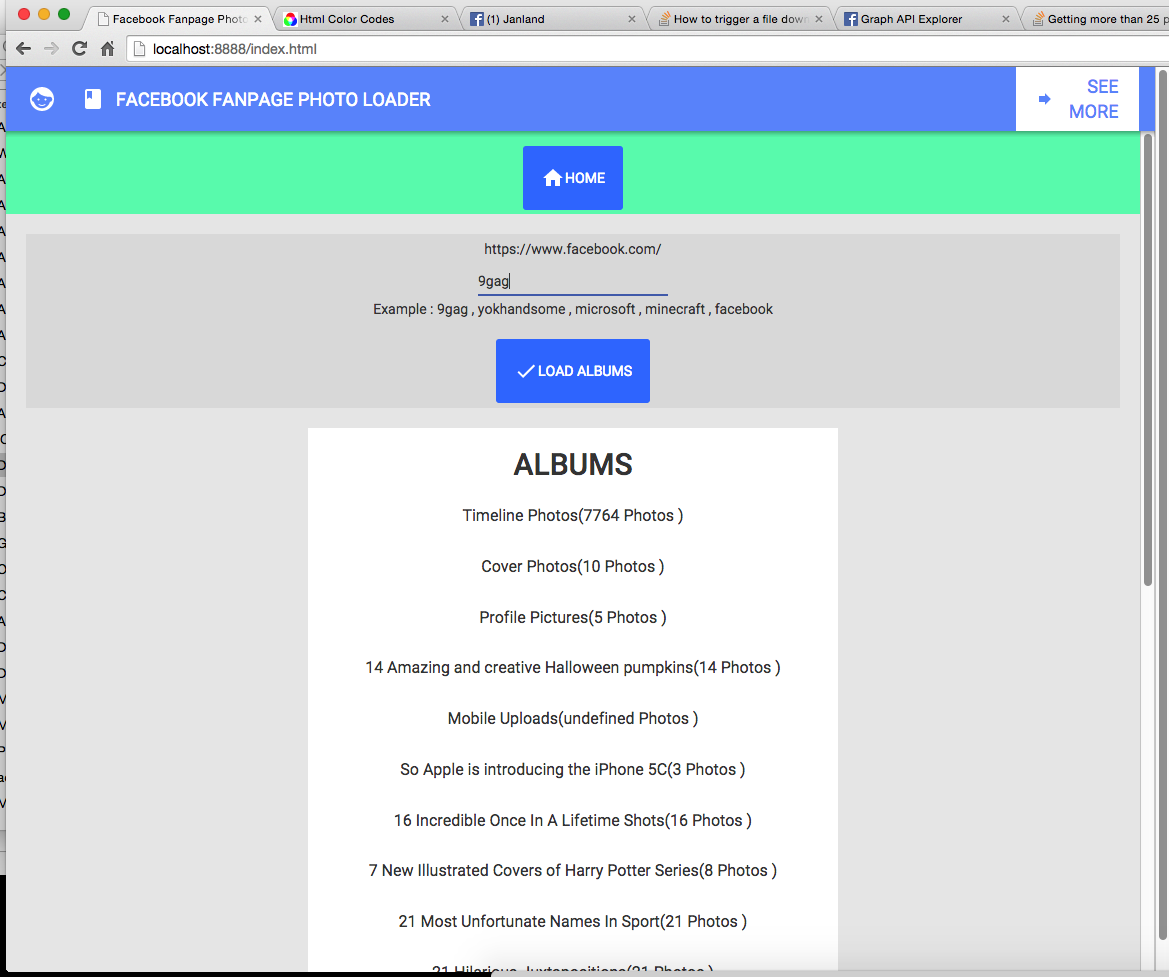 Facebook Fanpage Photo
Html Color Codes
(1) Janland
How to trigger a file down
Graph API Explorer
Getting more than 25 p
localhost:8888/index.html
FACEBOOK FANPAGE PHOTO LOADER
SEE
MORE
HOME
https://www.facebook.com/
9gag
Example : 9gag , yokhandsome , microsoft , minecraft , facebook
LOAD ALBUMS
ALBUMS
Timeline Photos(7764 Photos )
Cover Photos(10 Photos )
Profile Pictures(5 Photos )
14 Amazing and creative Halloween pumpkins(14 Photos )
Mobile Uploads(undefined Photos )
So Apple is introducing the iPhone 5C(3 Photos )
16 Incredible Once In A Lifetime Shots(16 Photos )
7 New Illustrated Covers of Harry Potter Series(8 Photos )
21 Most Unfortunate Names In Sport(21 Photos )
21 Hilarious Juxtapositions(21 Photos )